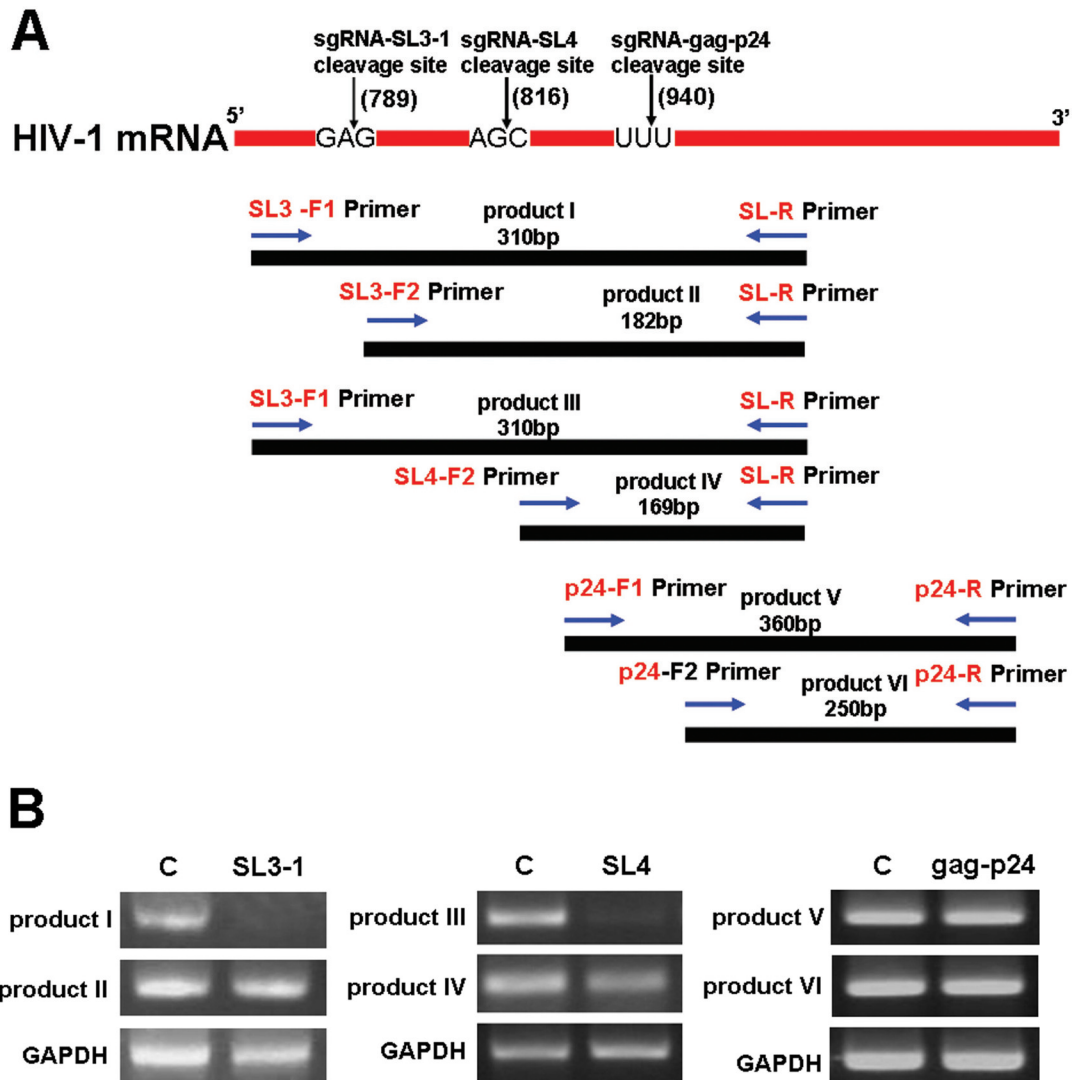 A
sgRNA-SL3-1 sgRNA-SL4 sgRNA-gag-p24
cleavage site cleavage site cleavage site
(789) (816) (940)
5’ 3’
HIV-1 mRNA GAG AGC UUU
SL3 -F1 Primer product I SL-R Primer
310bp
SL3-F2 Primer product II SL-R Primer
182bp
SL3-F1 Primer product III SL-R Primer
310bp
SL4-F2 Primer product IV SL-R Primer
169bp
p24-F1 Primer product V p24-R Primer
360bp
p24-F2 Primer product VI p24-R Primer
250bp
B
C SL3-1 C SL4 C gag-p24
product I product III product V
product II product IV product VI
GAPDH GAPDH GAPDH